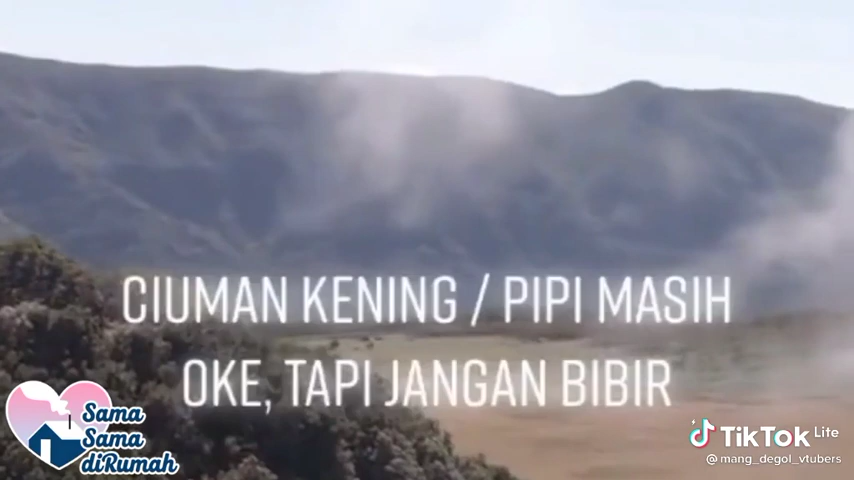 CIUMAN KENING / PIPI MASIH
OKE, TAPI JANGAN BIBIR
Sama
Sama
diRumah
TikTok Lite
@mang_degol_vtubers